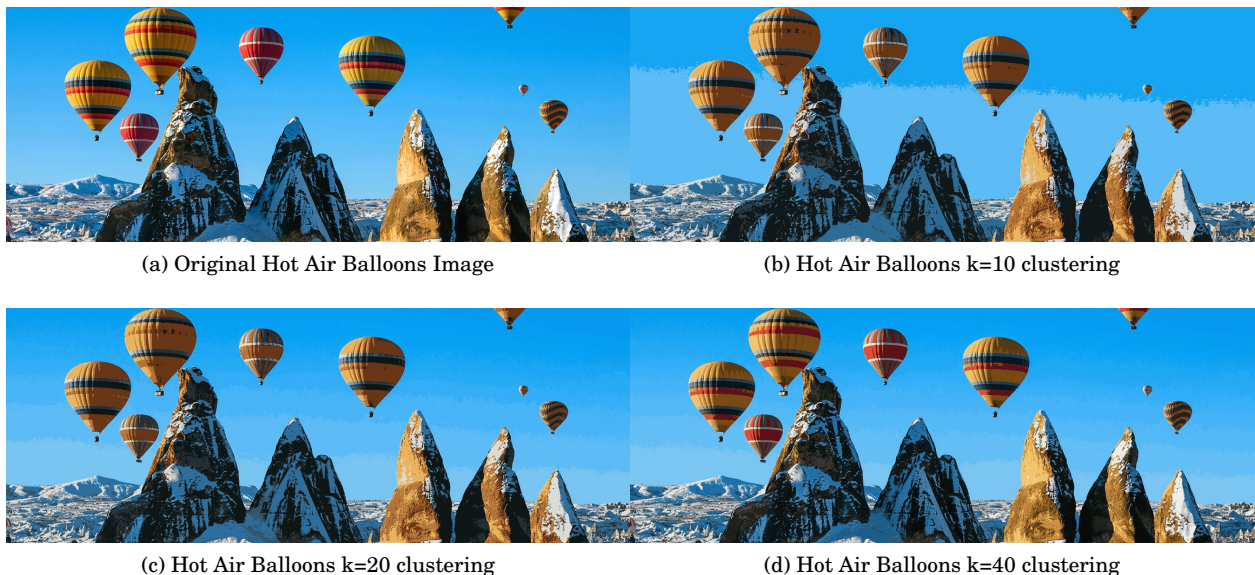 (a) Original Hot Air Balloons Image
(b) Hot Air Balloons k=10 clustering
(c) Hot Air Balloons k=20 clustering
(d) Hot Air Balloons k=40 clustering